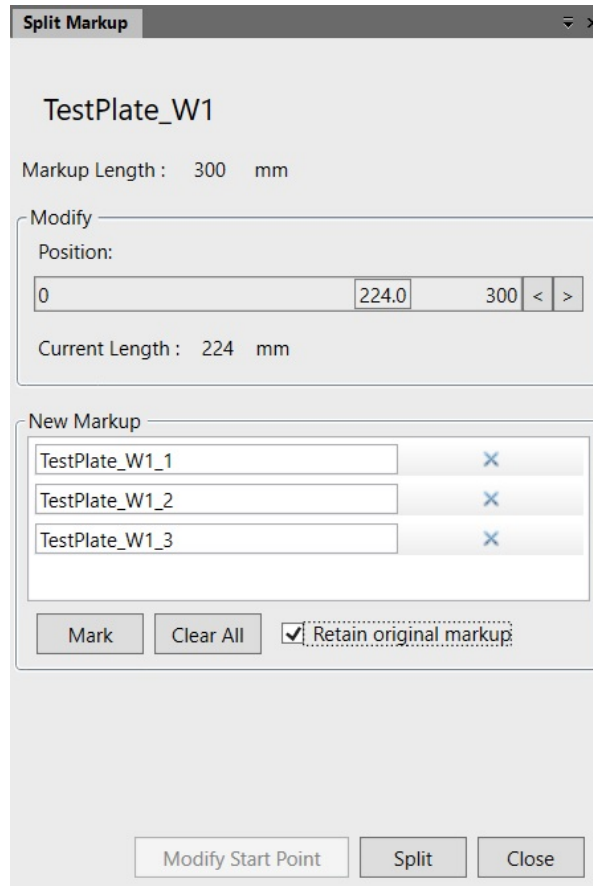 Split Markup
TestPlate_W1
Markup Length : 300 mm
Modify
Position:
0 224.0 300 < >
Current Length : 224 mm
New Markup
TestPlate_W1_1
TestPlate_W1_2
TestPlate_W1_3
Mark Clear All Retain original markup
Modify Start Point Split Close